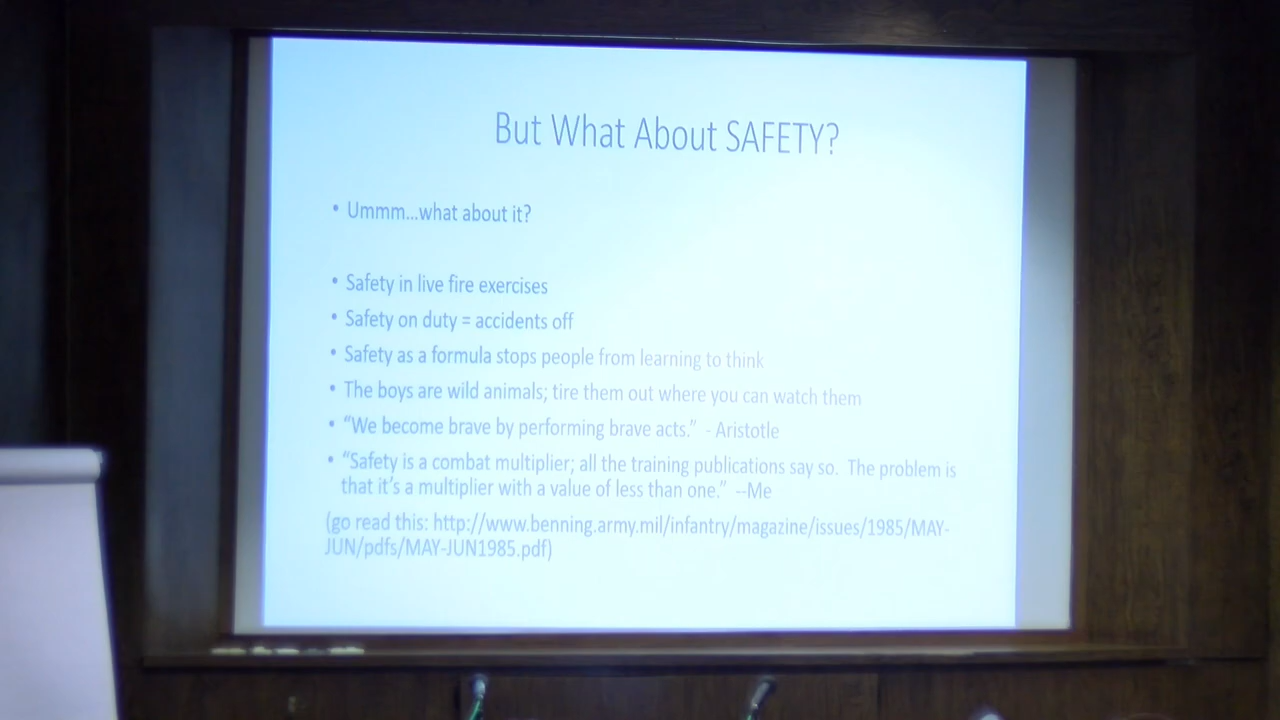 But What About SAFETY?
• Ummm...what about it?
• Safety in live fire exercises
• Safety on duty = accidents off
• Safety as a formula stops people from learning to think
• The boys are wild animals; tire them out where you can watch them
• “We become brave by performing brave acts.” - Aristotle
• “Safety is a combat multiplier; all the training publications say so. The problem is
that it’s a multiplier with a value of less than one.” --Me
(go read this: http://www.benning.army.mil/infantry/magazine/issues/1985/MAY-
JUN/pdfs/MAY-JUN1985.pdf)